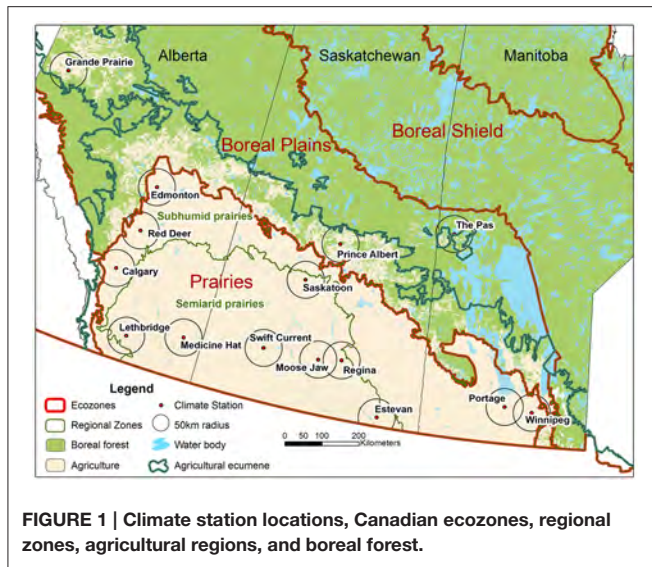 Alberta
Saskatchewan
Manitoba
Grande Prairie
Boreal Plains
Boreal Shield
Edmonton
Subhumid prairies
Red Deer
The Pas
Prince Albert
Calgary
Prairies
Saskatoon
Semiarid prairies
Lethbridge
Medicine Hat
Swift Current
Moose Jaw
Regina
Estevan
Portage
Winnipeg
Legend
Ecozones
Climate Station
Regional Zones
50km radius
Boreal forest
Water body
Agriculture
Agricultural ecumene
0 50 100 200
Kilometers
FIGURE 1 | Climate station locations, Canadian ecozones, regional
zones, agricultural regions, and boreal forest.